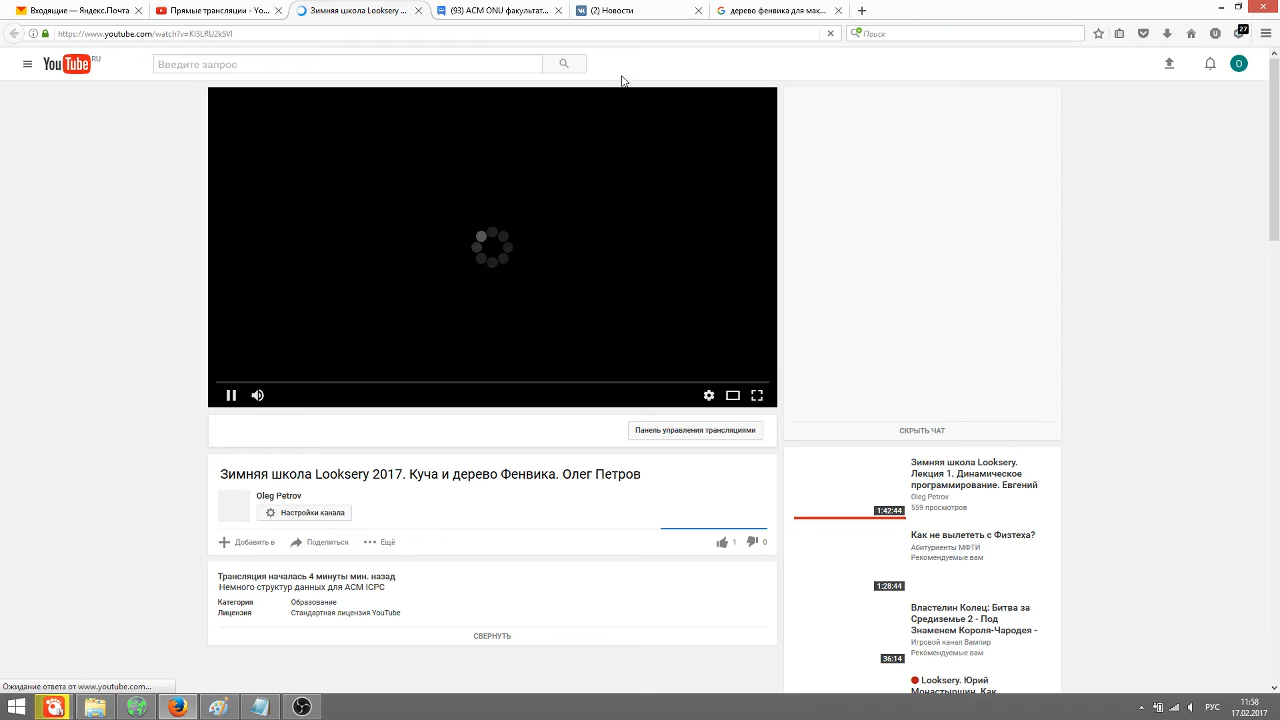 Входящие — Яндекс.Почта
Прямые трансляции - Yo...
Зимняя школа Looksery ...
(93) ACM ONU факультат...
(2) Новости
дерево фенвика для мак...
https://www.youtube.com/watch?v=KI3LRU2kSVI
Поиск
27
YouTube RU
Введите запрос
O
Панель управления трансляциями
СКРЫТЬ ЧАТ
Зимняя школа Looksery 2017. Куча и дерево Фенвика. Олег Петров
Oleg Petrov
Настройки канала
Добавить в
Поделиться
Ещё
1
0
Трансляция началась 4 минуты мин. назад
Немного структур данных для ACM ICPC
Категория Образование
Лицензия Стандартная лицензия YouTube
СВЕРНУТЬ
Зимняя школа Looksery.
Лекция 1. Динамическое
программирование. Евгений
Oleg Petrov
559 просмотров
1:42:44
Как не вылететь с Физтеха?
Абитуриенты МФТИ
Рекомендуемые вам
1:28:44
Властелин Колец: Битва за
Средиземье 2 - Под
Знаменем Короля-Чародея -
Игровой канал Вампир
Рекомендуемые вам
36:14
Looksery. Юрий
Монастыршин. Как
Ожидание ответа от www.youtube.com...
РУС
11:58
17.02.2017